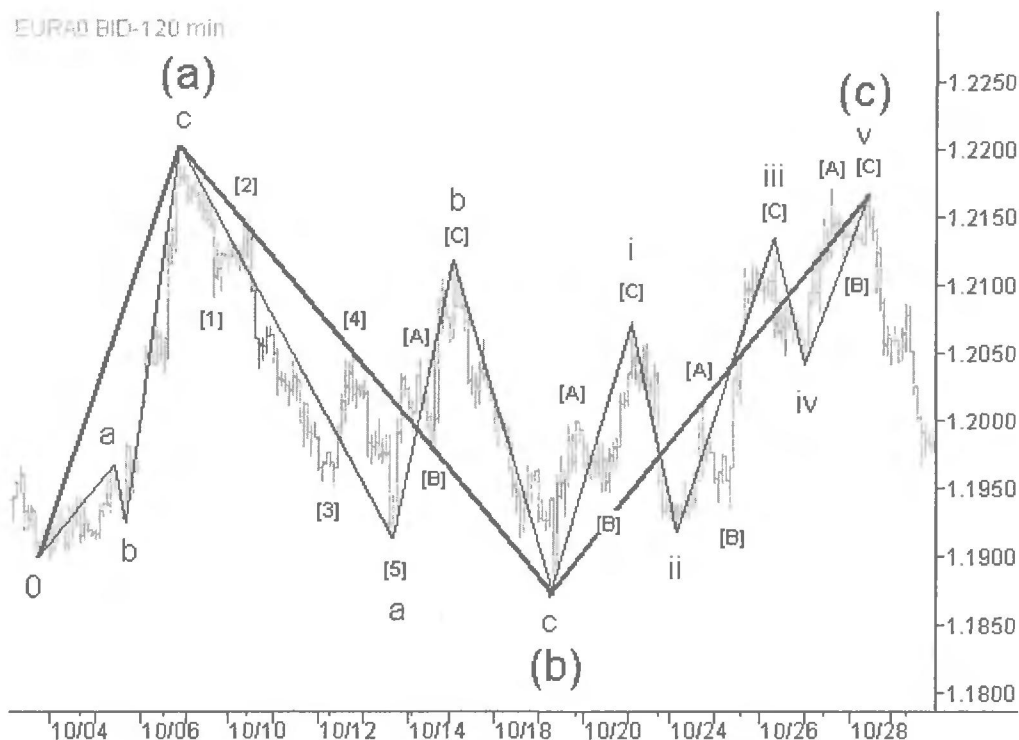 EURA0 BID-120 min
(a)
(c)
c
v
1.2250
1.2200
[2]
b
iii
[A] [C]
[C]
[C]
1.2150
i
[B]
[1]
[4]
[C]
1.2100
[A]
[A]
1.2050
a
[A]
iv
1.2000
[B]
b
[3]
[B]
[B]
1.1950
0
[5]
ii
1.1900
a
c
(b)
1.1850
1.1800
10/04 10/06 10/10 10/12 10/14 10/18 10/20 10/24 10/26 10/28